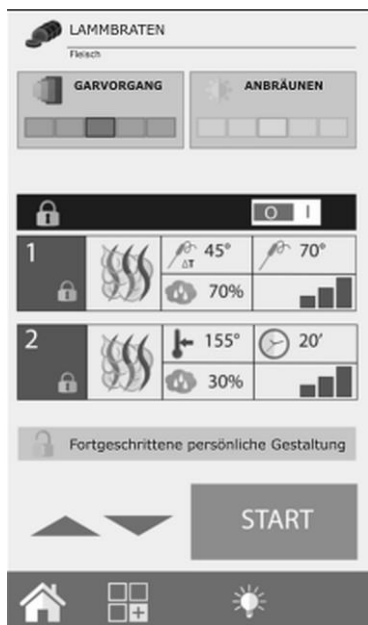 LAMMBRATEN
Fleisch
GARVORGANG
ANBRÄUNEN
O I
1
ΔT 45°
70°
70%
2
155°
20'
30%
Fortgeschrittene persönliche Gestaltung
START